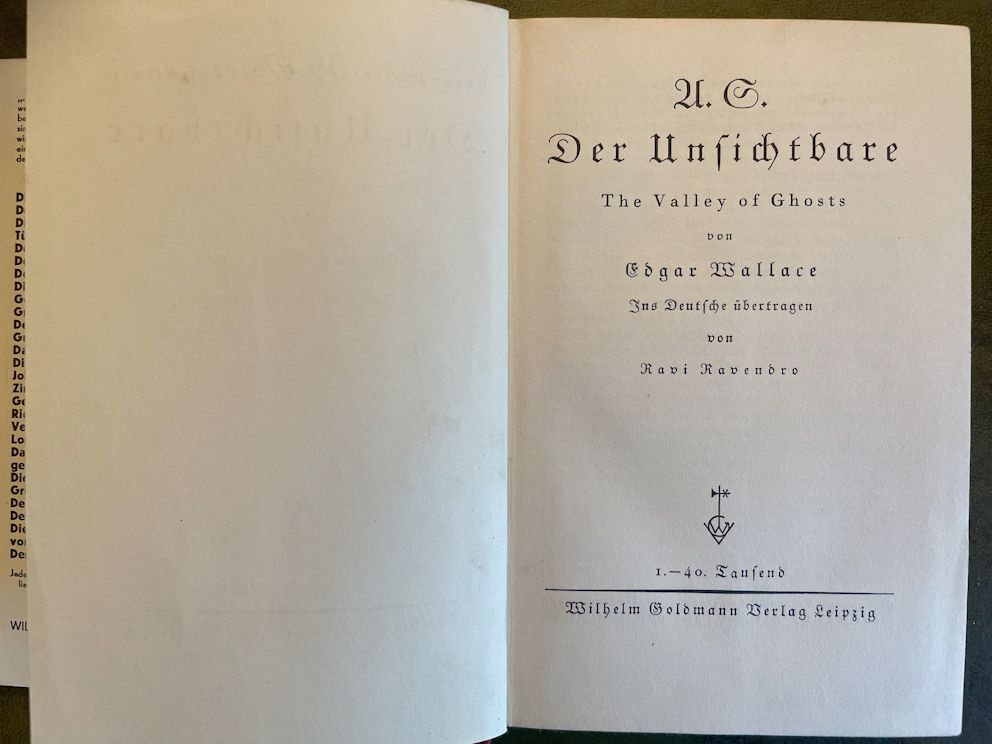 A. S.
Der Unſichtbare
The Valley of Ghosts
von
Edgar Wallace
Ins Deutſche übertragen
von
Ravi Ravendro
1.—40. Tauſend
Wilhelm Goldmann Verlag Leipzig